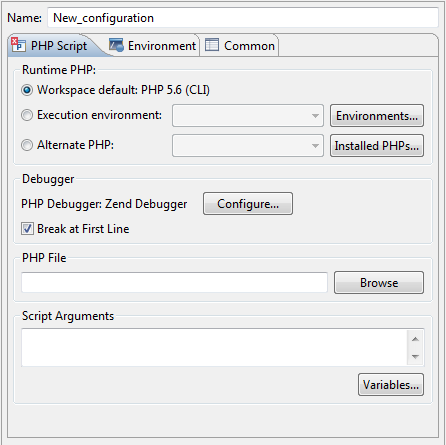 Name: New_configuration
PHP Script Environment Common
Runtime PHP:
Workspace default: PHP 5.6 (CLI)
Execution environment: Environments...
Alternate PHP: Installed PHPs...
Debugger
PHP Debugger: Zend Debugger Configure...
Break at First Line
PHP File
Browse
Script Arguments
Variables...